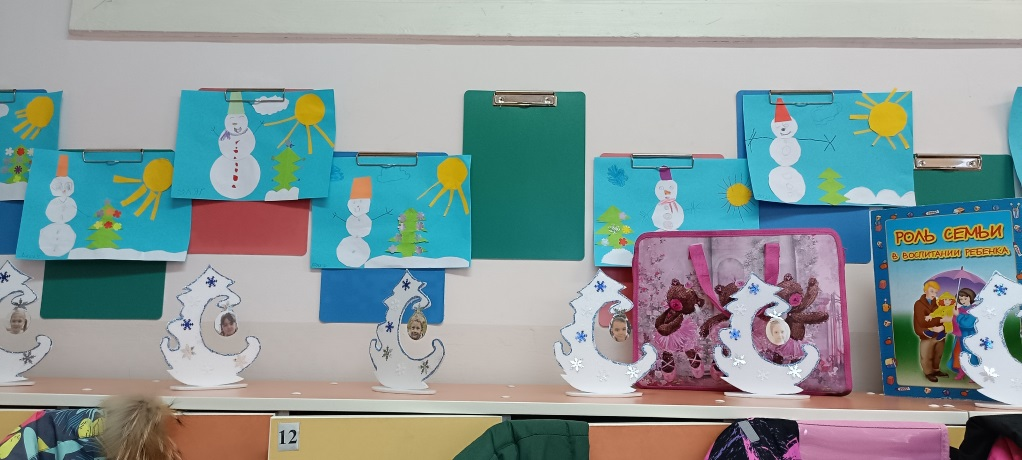 РОЛЬ СЕМЬИ
В ВОСПИТАНИИ РЕБЕНКА
12